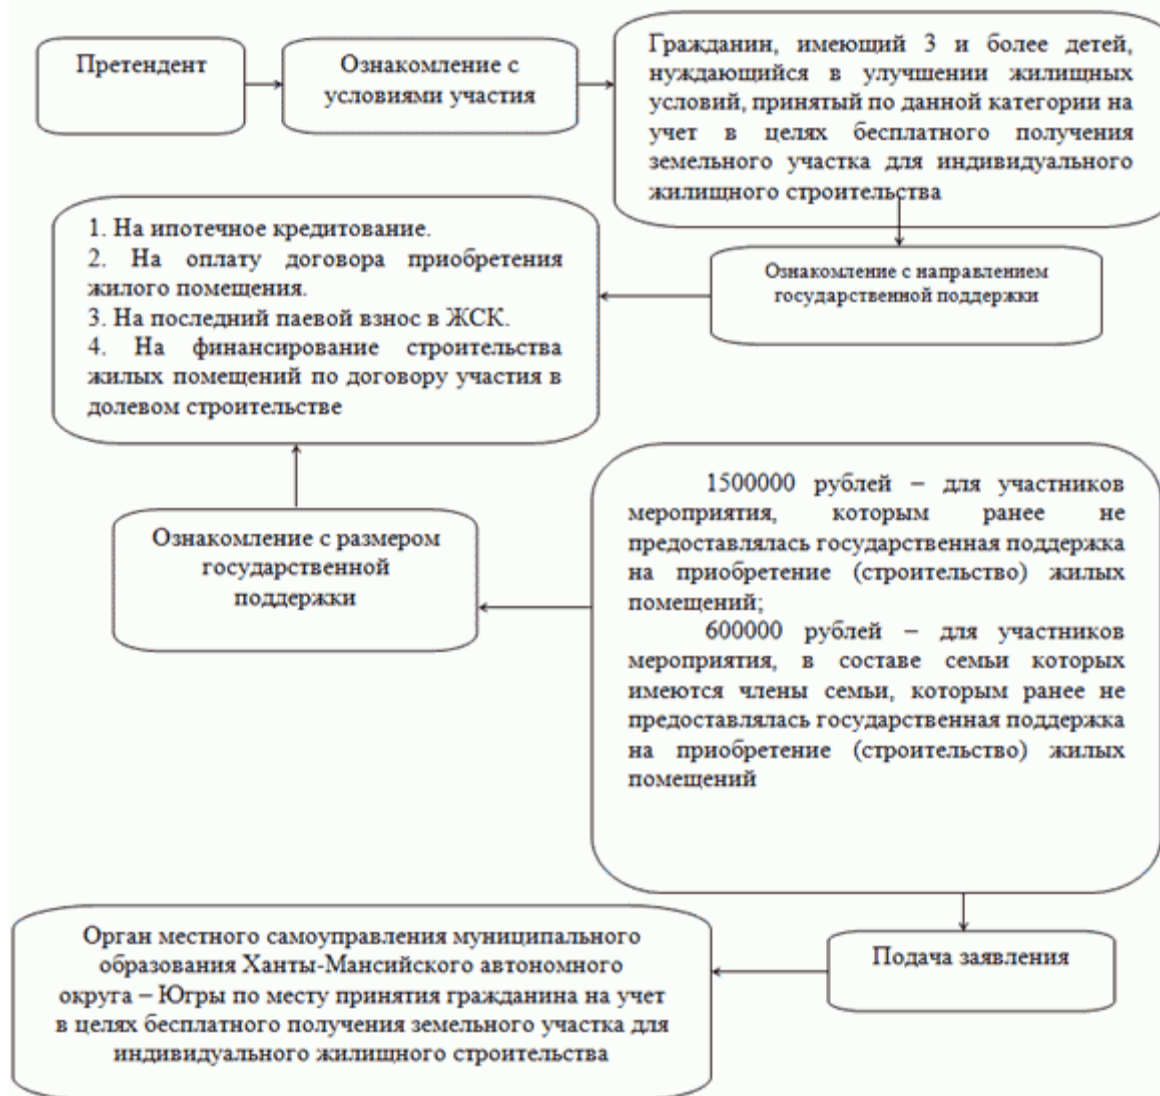 Претендент
Ознакомление с
условиями участия
Гражданин, имеющий 3 и более детей,
нуждающийся в улучшении жилищных
условий, принятый по данной категории на
учет в целях бесплатного получения
земельного участка для индивидуального
жилищного строительства
Ознакомление с направлением
государственной поддержки
1. На ипотечное кредитование.
2. На оплату договора приобретения
жилого помещения.
3. На последний паевой взнос в ЖСК.
4. На финансирование строительства
жилых помещений по договору участия в
долевом строительстве
Ознакомление с размером
государственной
поддержки
1500000 рублей – для участников
мероприятия, которым ранее не
предоставлялась государственная поддержка
на приобретение (строительство) жилых
помещений;
600000 рублей – для участников
мероприятия, в составе семьи которых
имеются члены семьи, которым ранее не
предоставлялась государственная поддержка
на приобретение (строительство) жилых
помещений
Подача заявления
Орган местного самоуправления муниципального
образования Ханты-Мансийского автономного
округа – Югры по месту принятия гражданина на учет
в целях бесплатного получения земельного участка для
индивидуального жилищного строительства